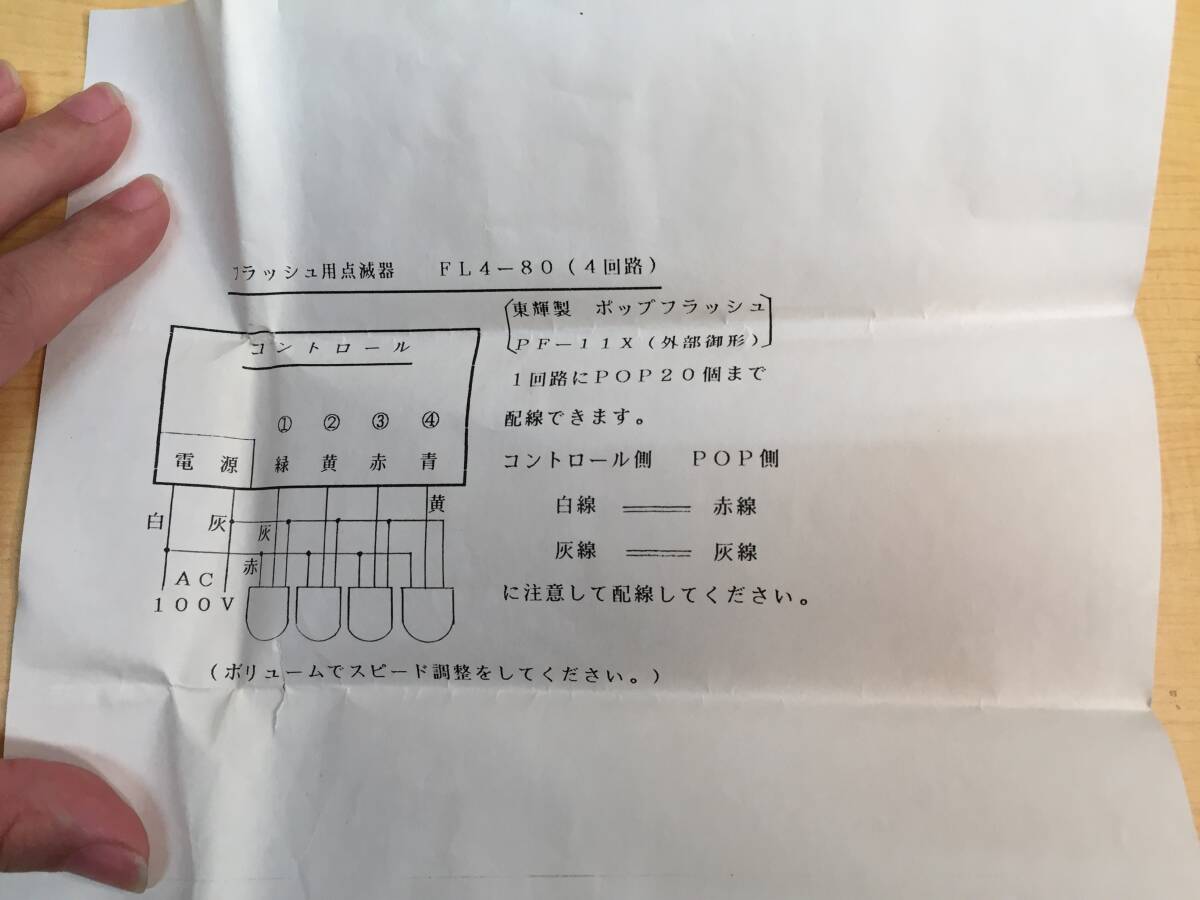 フラッシュ用点滅器 FL4-80(4回路)
東輝製 ポップフラッシュ
PF-11X(外部御形)
1回路にPOP20個まで
配線できます。
コントロール
① ② ③ ④
電源 緑 黄 赤 青
コントロール側 POP側
白線 赤線
灰線 灰線
に注意して配線してください。
白 灰 灰 黄
赤
AC
100V
(ボリュームでスピード調整をしてください。)